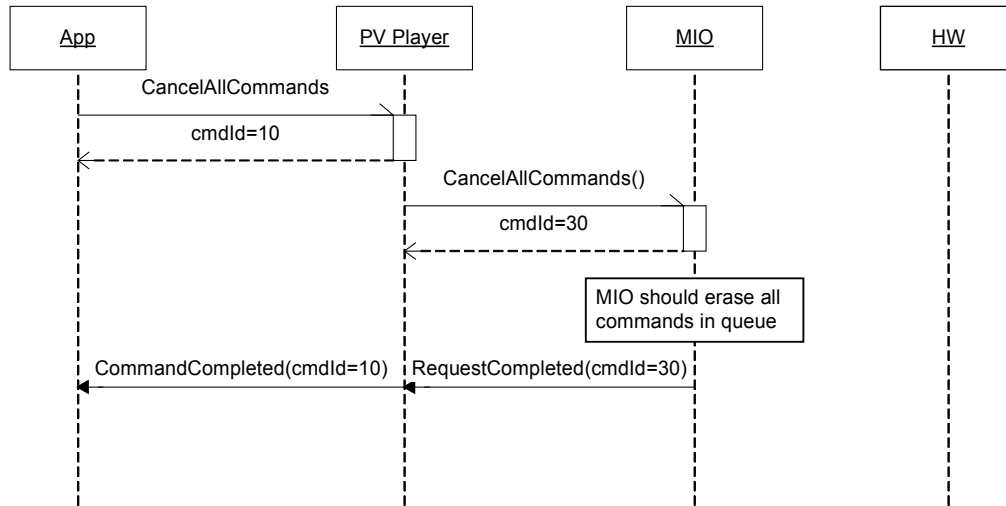 App
PV Player
MIO
HW
CancelAllCommands
cmdId=10
CancelAllCommands()
cmdId=30
MIO should erase all
commands in queue
CommandCompleted(cmdId=10)
RequestCompleted(cmdId=30)